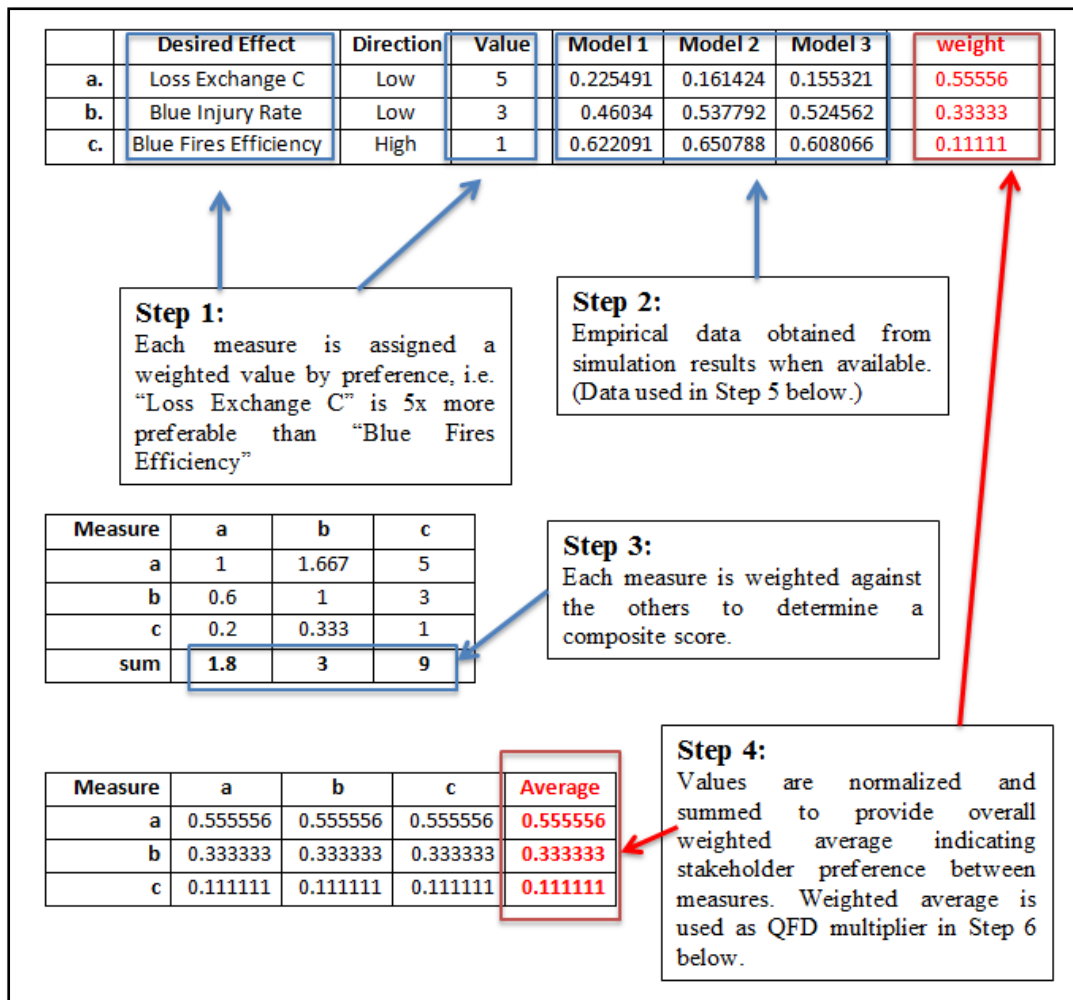 Desired Effect Direction Value Model 1 Model 2 Model 3 weight
a. Loss Exchange C Low 5 0.225491 0.161424 0.155321 0.55556
b. Blue Injury Rate Low 3 0.46034 0.537792 0.524562 0.33333
c. Blue Fires Efficiency High 1 0.622091 0.650788 0.608066 0.11111
Step 1:
Each measure is assigned a
weighted value by preference, i.e.
“Loss Exchange C” is 5x more
preferable than “Blue Fires
Efficiency”
Step 2:
Empirical data obtained from
simulation results when available.
(Data used in Step 5 below.)
Measure a b c
a 1 1.667 5
b 0.6 1 3
c 0.2 0.333 1
sum 1.8 3 9
Step 3:
Each measure is weighted against
the others to determine a
composite score.
Measure a b c Average
a 0.555556 0.555556 0.555556 0.555556
b 0.333333 0.333333 0.333333 0.333333
c 0.111111 0.111111 0.111111 0.111111
Step 4:
Values are normalized and
summed to provide overall
weighted average indicating
stakeholder preference between
measures. Weighted average is
used as QFD multiplier in Step 6
below.